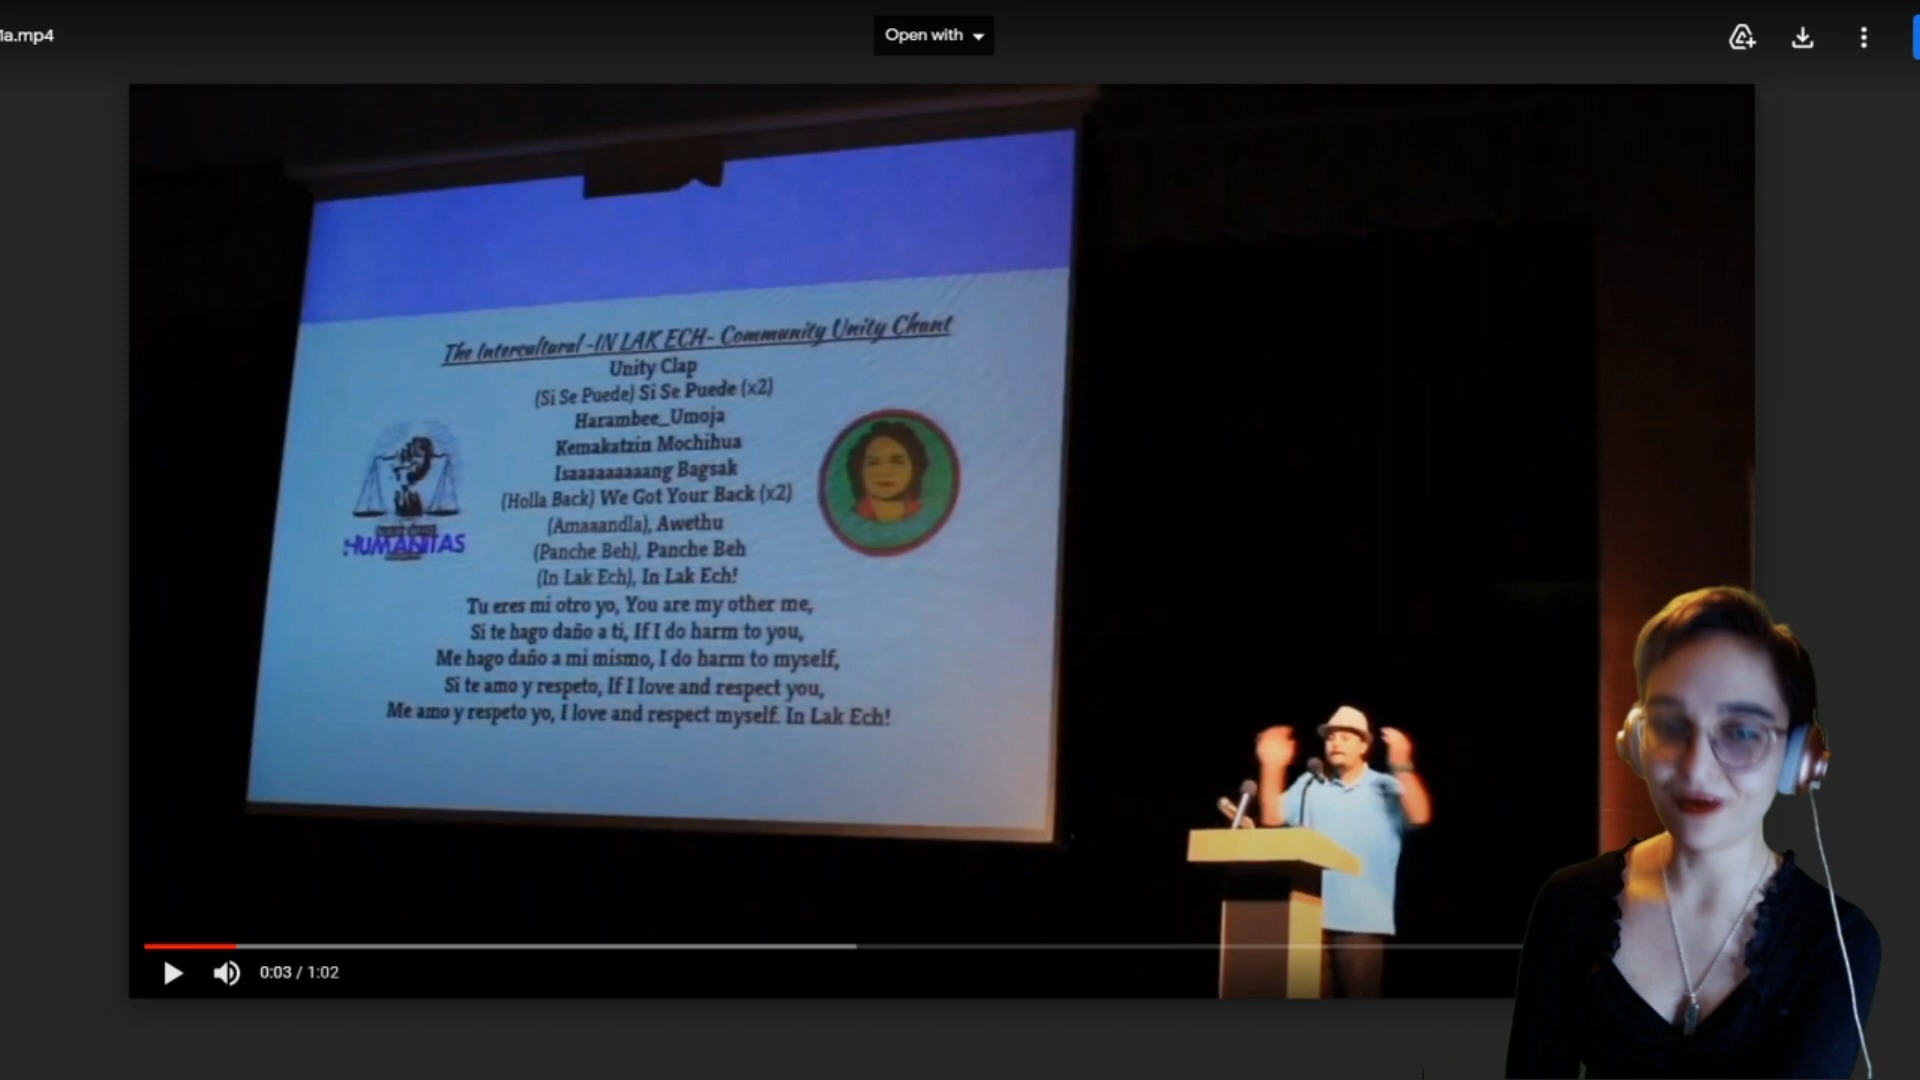 1a.mp4
Open with
The Intercultural -IN LAK ECH- Community Unity Chant
Unity Clap
(Si Se Puede) Si Se Puede (x2)
Harambee_Umoja
Kemakatzin Mochihua
Isaaaaaaaaang Bagsak
(Holla Back) We Got Your Back (x2)
(Amaaandla), Awethu
(Panche Beh), Panche Beh
(In Lak Ech), In Lak Ech!
Tu eres mi otro yo, You are my other me,
Si te hago daño a ti, If I do harm to you,
Me hago daño a mi mismo, I do harm to myself,
Si te amo y respeto, If I love and respect you,
Me amo y respeto yo, I love and respect myself. In Lak Ech!
HUMANITAS
0:03 / 1:02